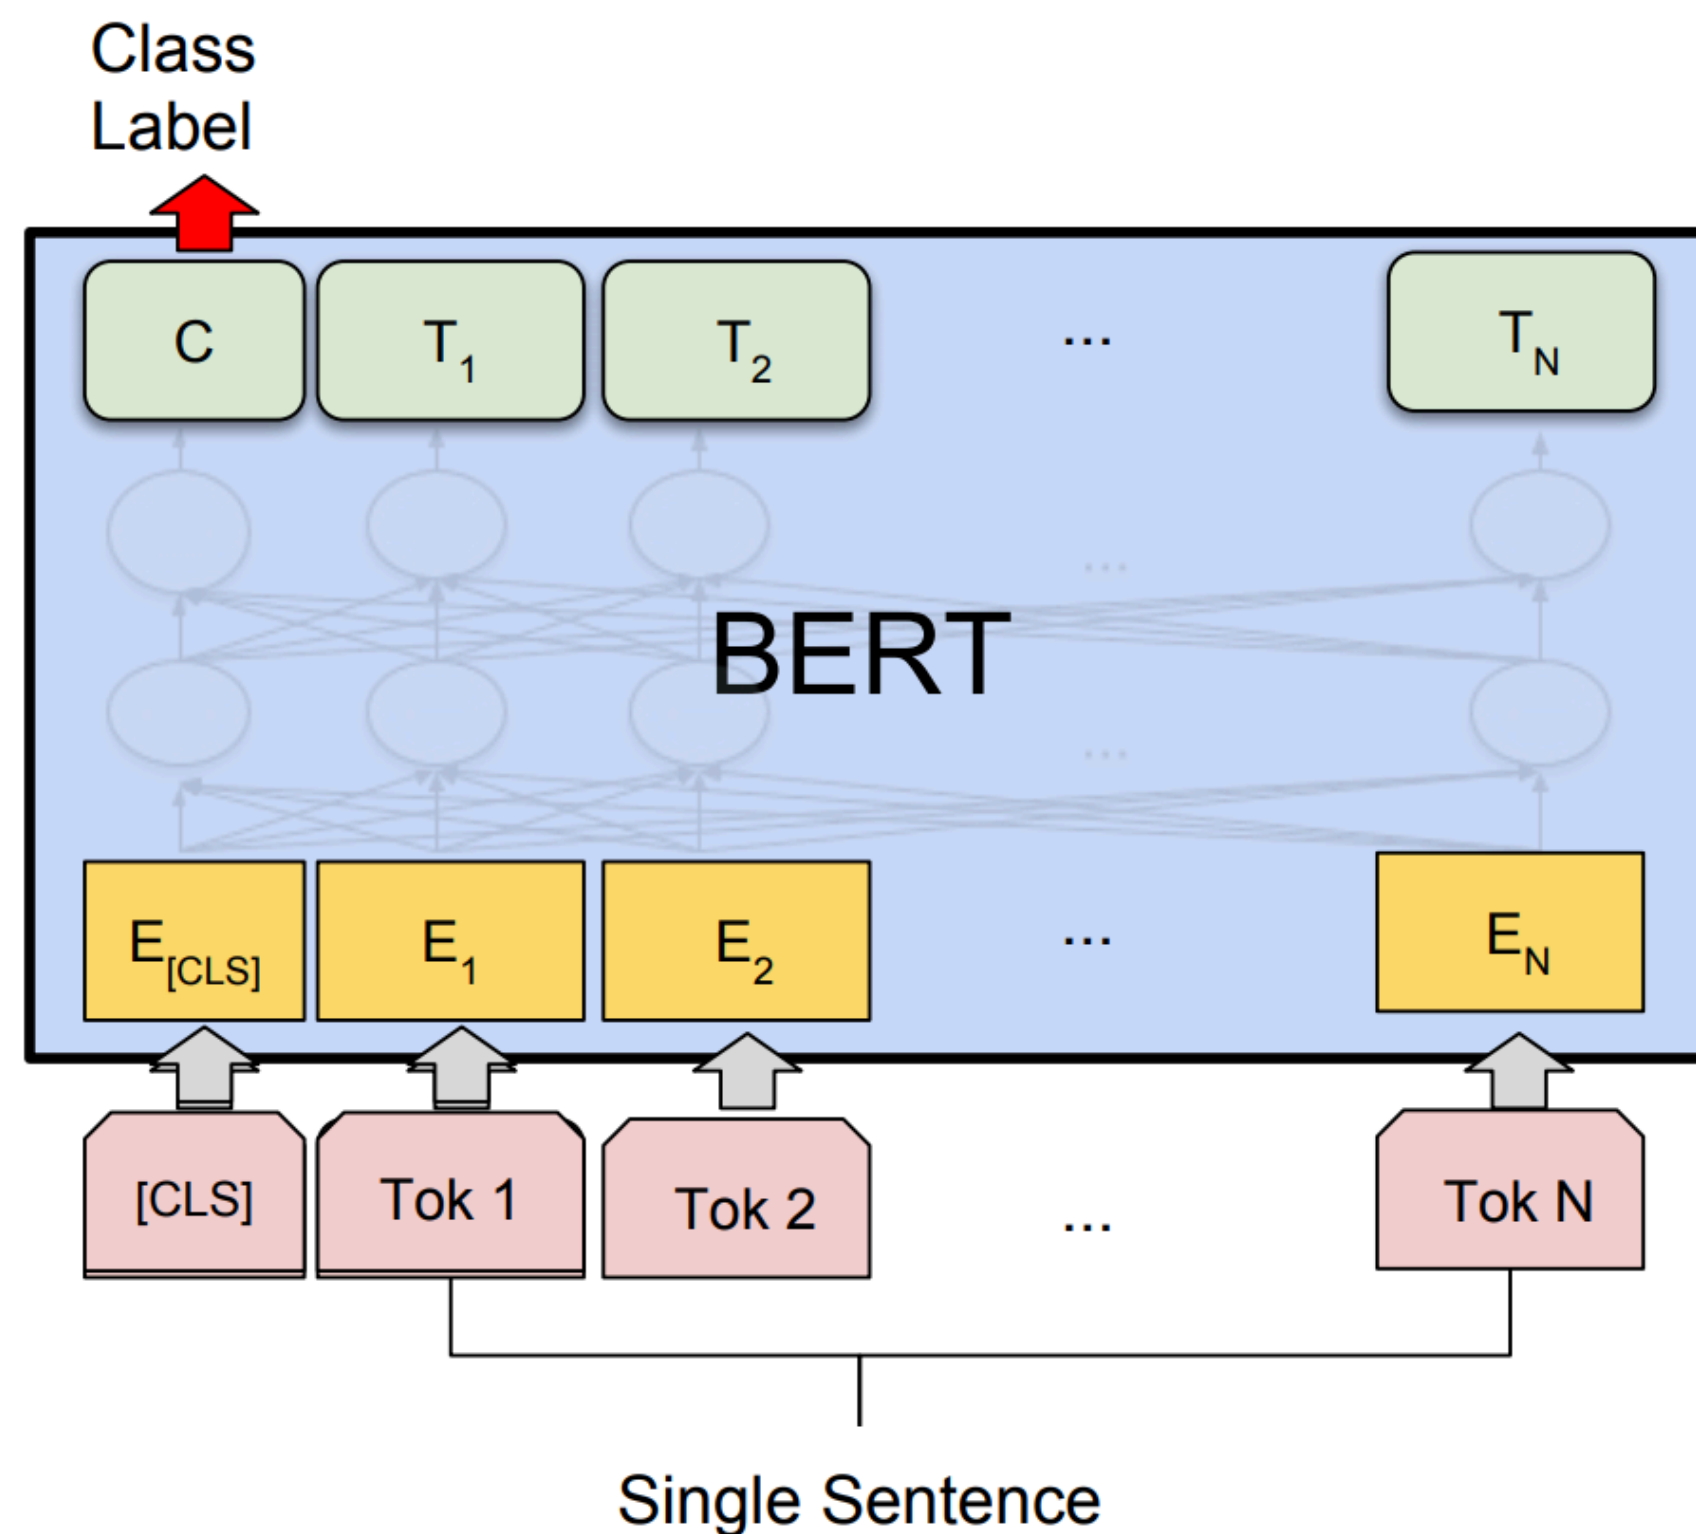 Class
Label
C T1 T2 ... TN
...
BERT
...
E[CLS] E1 E2 ... EN
[CLS] Tok 1 Tok 2 ... Tok N
Single Sentence